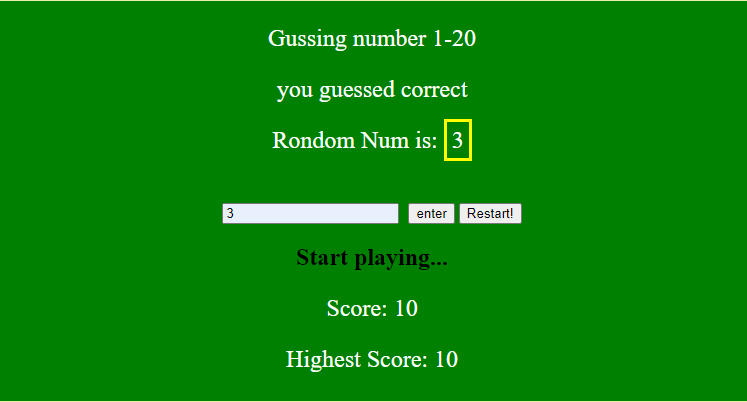 Gussing number 1-20
you guessed correct
Rondom Num is: 3
3 enter Restart!
Start playing...
Score: 10
Highest Score: 10